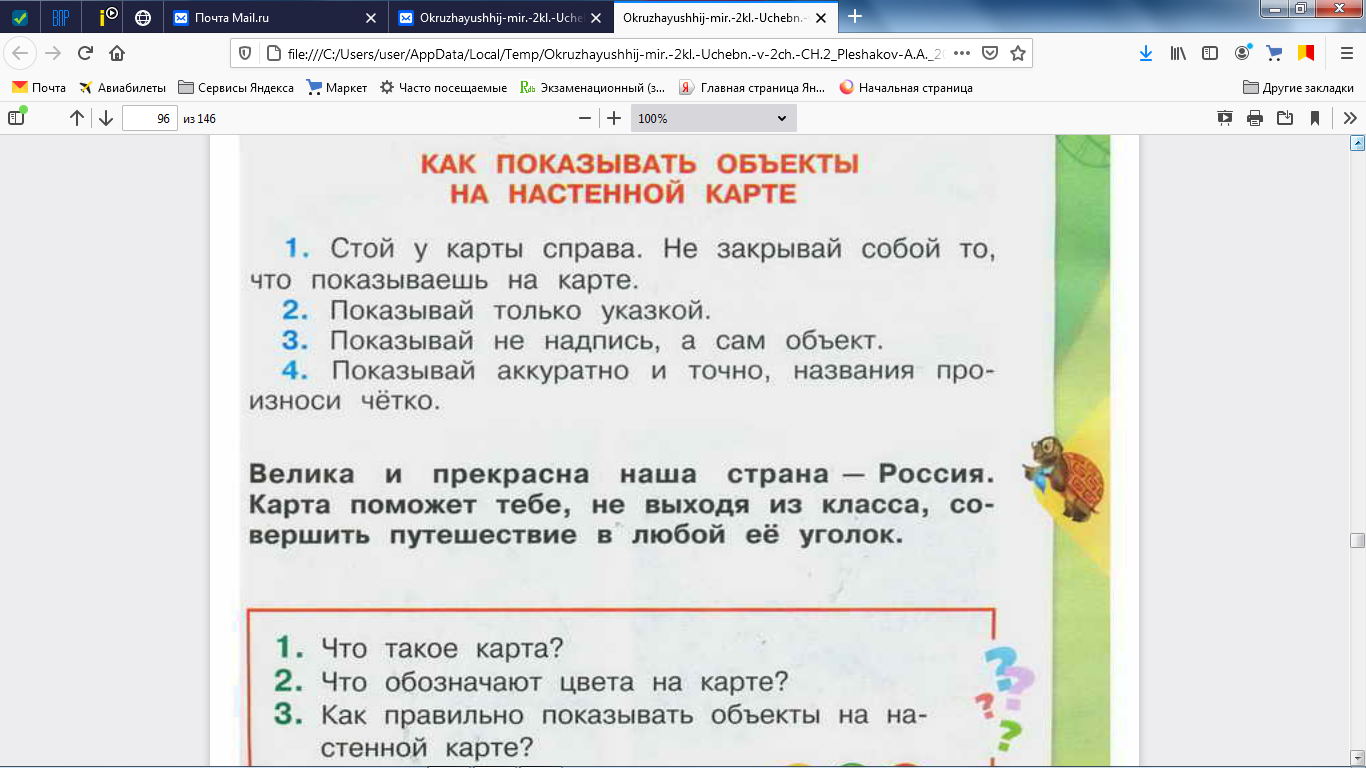 Почта Mail.ru
Okruzhayushhij-mir.-2kl.-Uche
Okruzhayushhij-mir.-2kl.-Uchebn.-
file:///C:/Users/user/AppData/Local/Temp/Okruzhayushhij-mir.-2kl.-Uchebn.-v-2ch.-CH.2_Pleshakov-A.A._20
Почта Авиабилеты Сервисы Яндекса Маркет Часто посещаемые Экзаменационный (з... Главная страница Ян... Начальная страница Другие закладки
96 из 146 100%
КАК ПОКАЗЫВАТЬ ОБЪЕКТЫ
НА НАСТЕННОЙ КАРТЕ
1. Стой у карты справа. Не закрывай собой то,
что показываешь на карте.
2. Показывай только указкой.
3. Показывай не надпись, а сам объект.
4. Показывай аккуратно и точно, названия про-
износи чётко.
Велика и прекрасна наша страна — Россия.
Карта поможет тебе, не выходя из класса, со-
вершить путешествие в любой её уголок.
1. Что такое карта?
2. Что обозначают цвета на карте?
3. Как правильно показывать объекты на на-
стенной карте?